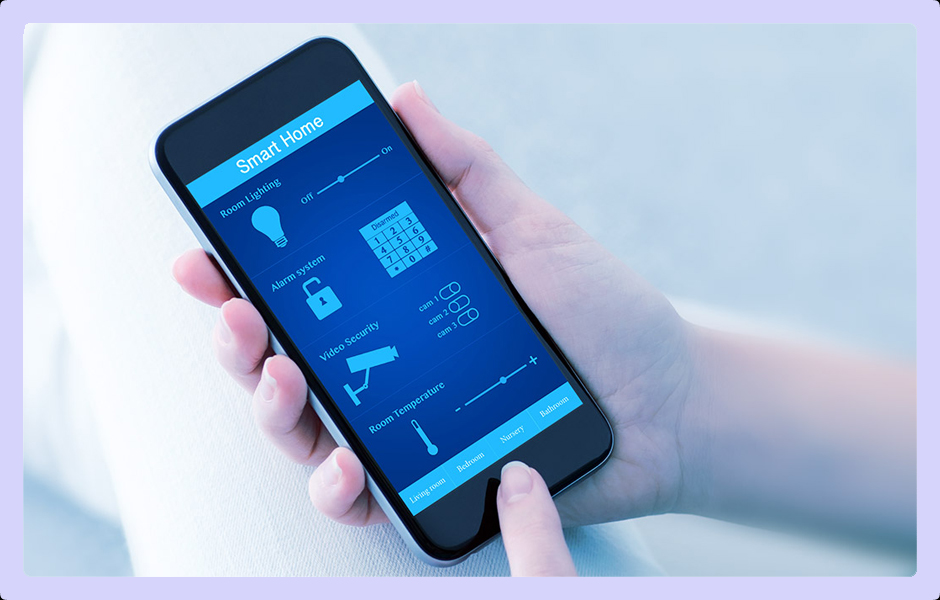 Smart Home
Room Lighting
Off
On
Alarm system
Disarmed
1 2 3
4 5 6
7 8 9
* 0 #
Video Security
cam 1
cam 2
cam 3
Room Temperature
- +
Living room
Bedroom
Nursery
Bathroom